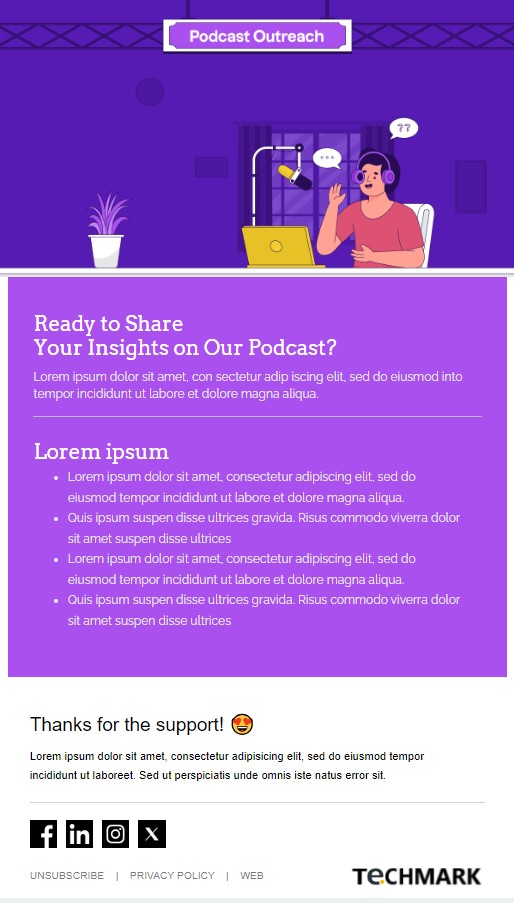 Podcast Outreach
??
Ready to Share
Your Insights on Our Podcast?
Lorem ipsum dolor sit amet, con sectetur adip iscing elit, sed do eiusmod into
tempor incididunt ut labore et dolore magna aliqua.
Lorem ipsum
• Lorem ipsum dolor sit amet, consectetur adipiscing elit, sed do
eiusmod tempor incididunt ut labore et dolore magna aliqua.
• Quis ipsum suspen disse ultrices gravida. Risus commodo viverra dolor
sit amet suspen disse ultrices
• Lorem ipsum dolor sit amet, consectetur adipiscing elit, sed do
eiusmod tempor incididunt ut labore et dolore magna aliqua.
• Quis ipsum suspen disse ultrices gravida. Risus commodo viverra dolor
sit amet suspen disse ultrices
Thanks for the support! 😍
Lorem ipsum dolor sit amet, consectetur adipisicing elit, sed do eiusmod tempor
incididunt ut laboreet. Sed ut perspiciatis unde omnis iste natus error sit.
UNSUBSCRIBE | PRIVACY POLICY | WEB
TeCHMARK